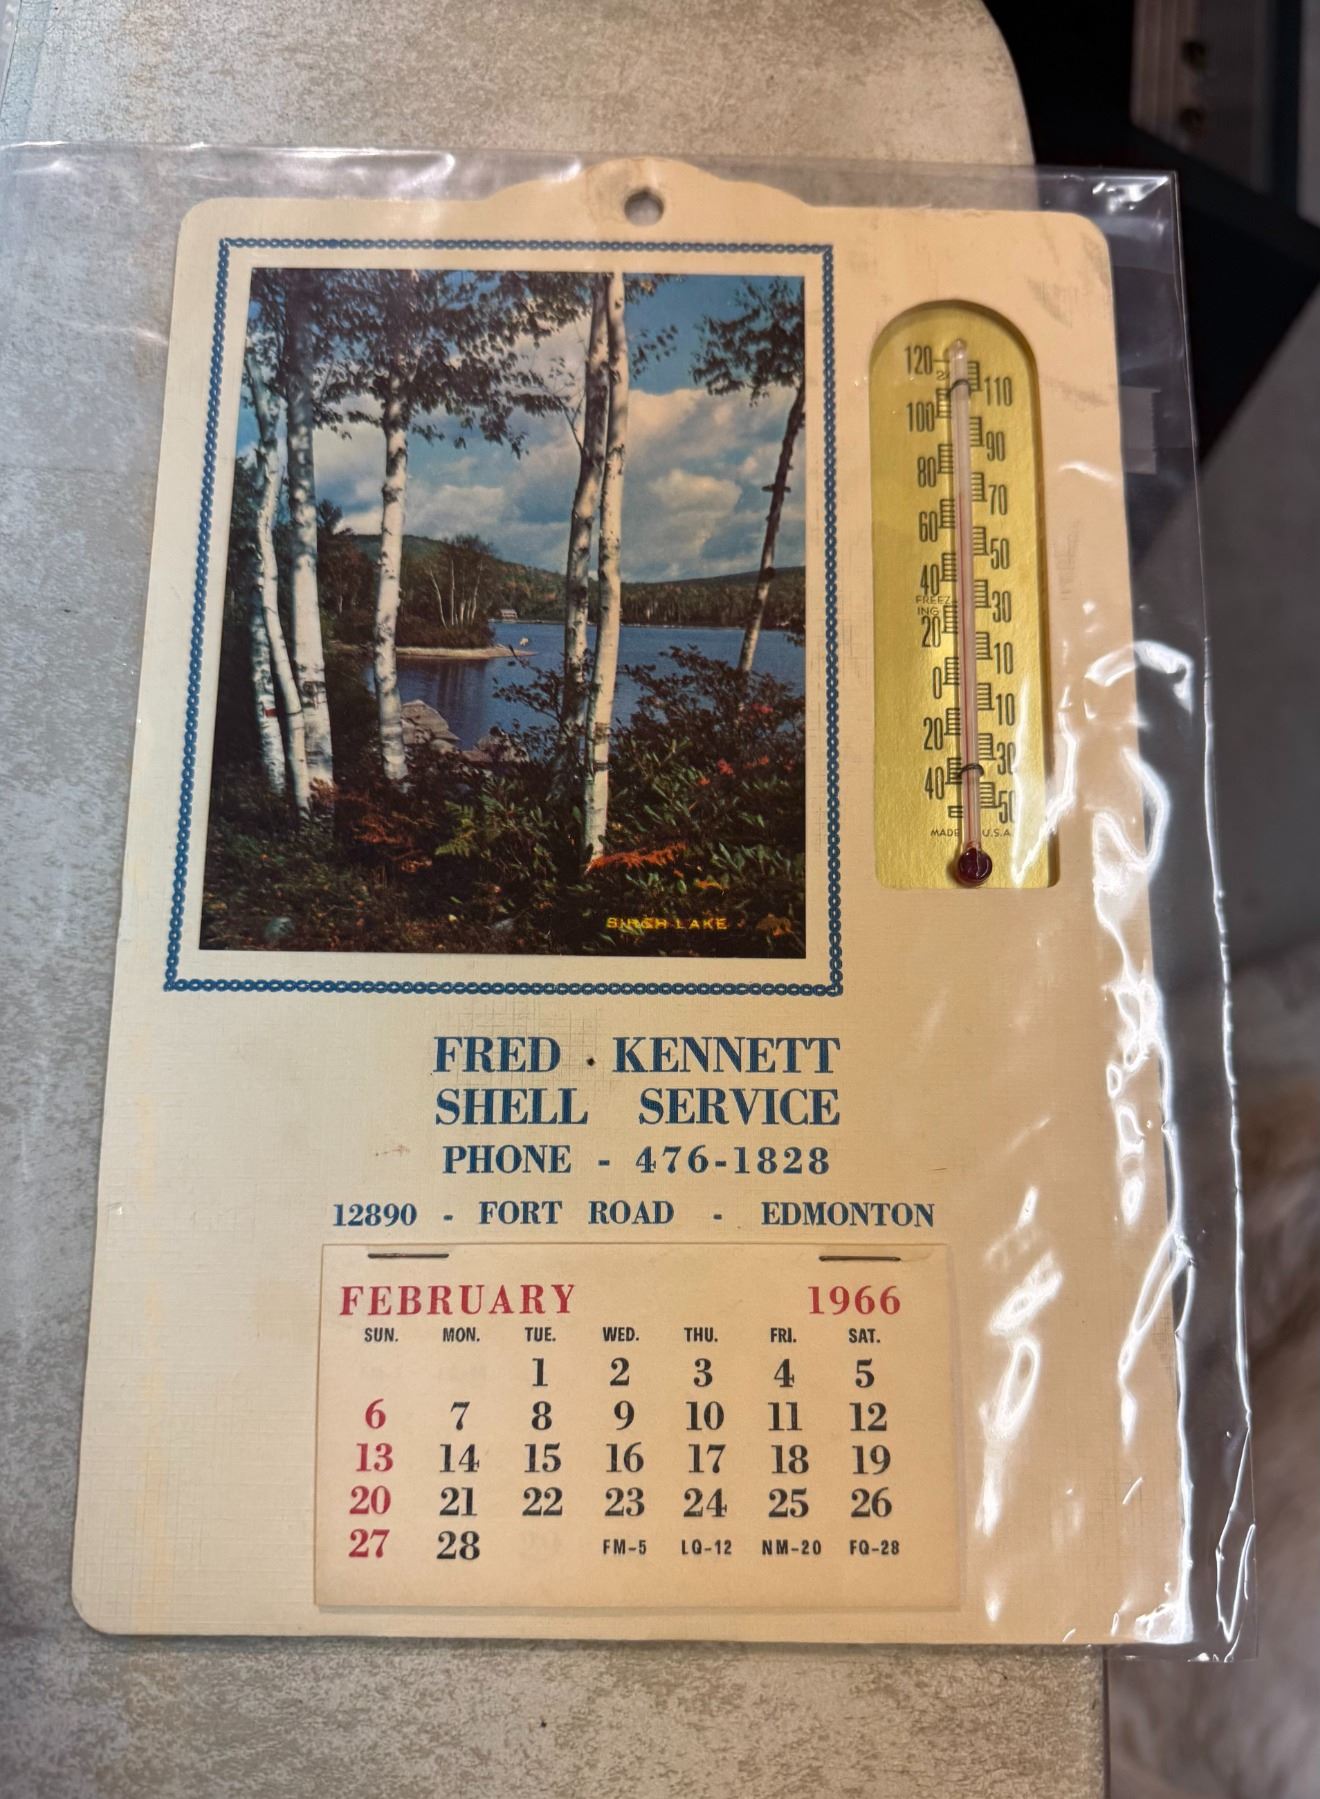 120
110
100
90
80
70
60
50
40
FREEZ
ING
30
20
10
0
10
20
30
40
50
MADE U.S.A.
BIRCH LAKE
FRED KENNETT
SHELL SERVICE
PHONE - 476-1828
12890 - FORT ROAD - EDMONTON
FEBRUARY 1966
SUN. MON. TUE. WED. THU. FRI. SAT.
1 2 3 4 5
6 7 8 9 10 11 12
13 14 15 16 17 18 19
20 21 22 23 24 25 26
27 28 FM-5 LQ-12 NM-20 FQ-28